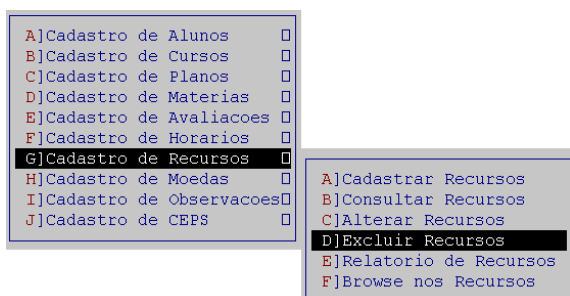 A]Cadastro de Alunos
B]Cadastro de Cursos
C]Cadastro de Planos
D]Cadastro de Materias
E]Cadastro de Avaliacoes
F]Cadastro de Horarios
G]Cadastro de Recursos
H]Cadastro de Moedas
I]Cadastro de Observacoes
J]Cadastro de CEPS
A]Cadastrar Recursos
B]Consultar Recursos
C]Alterar Recursos
D]Excluir Recursos
E]Relatorio de Recursos
F]Browse nos Recursos